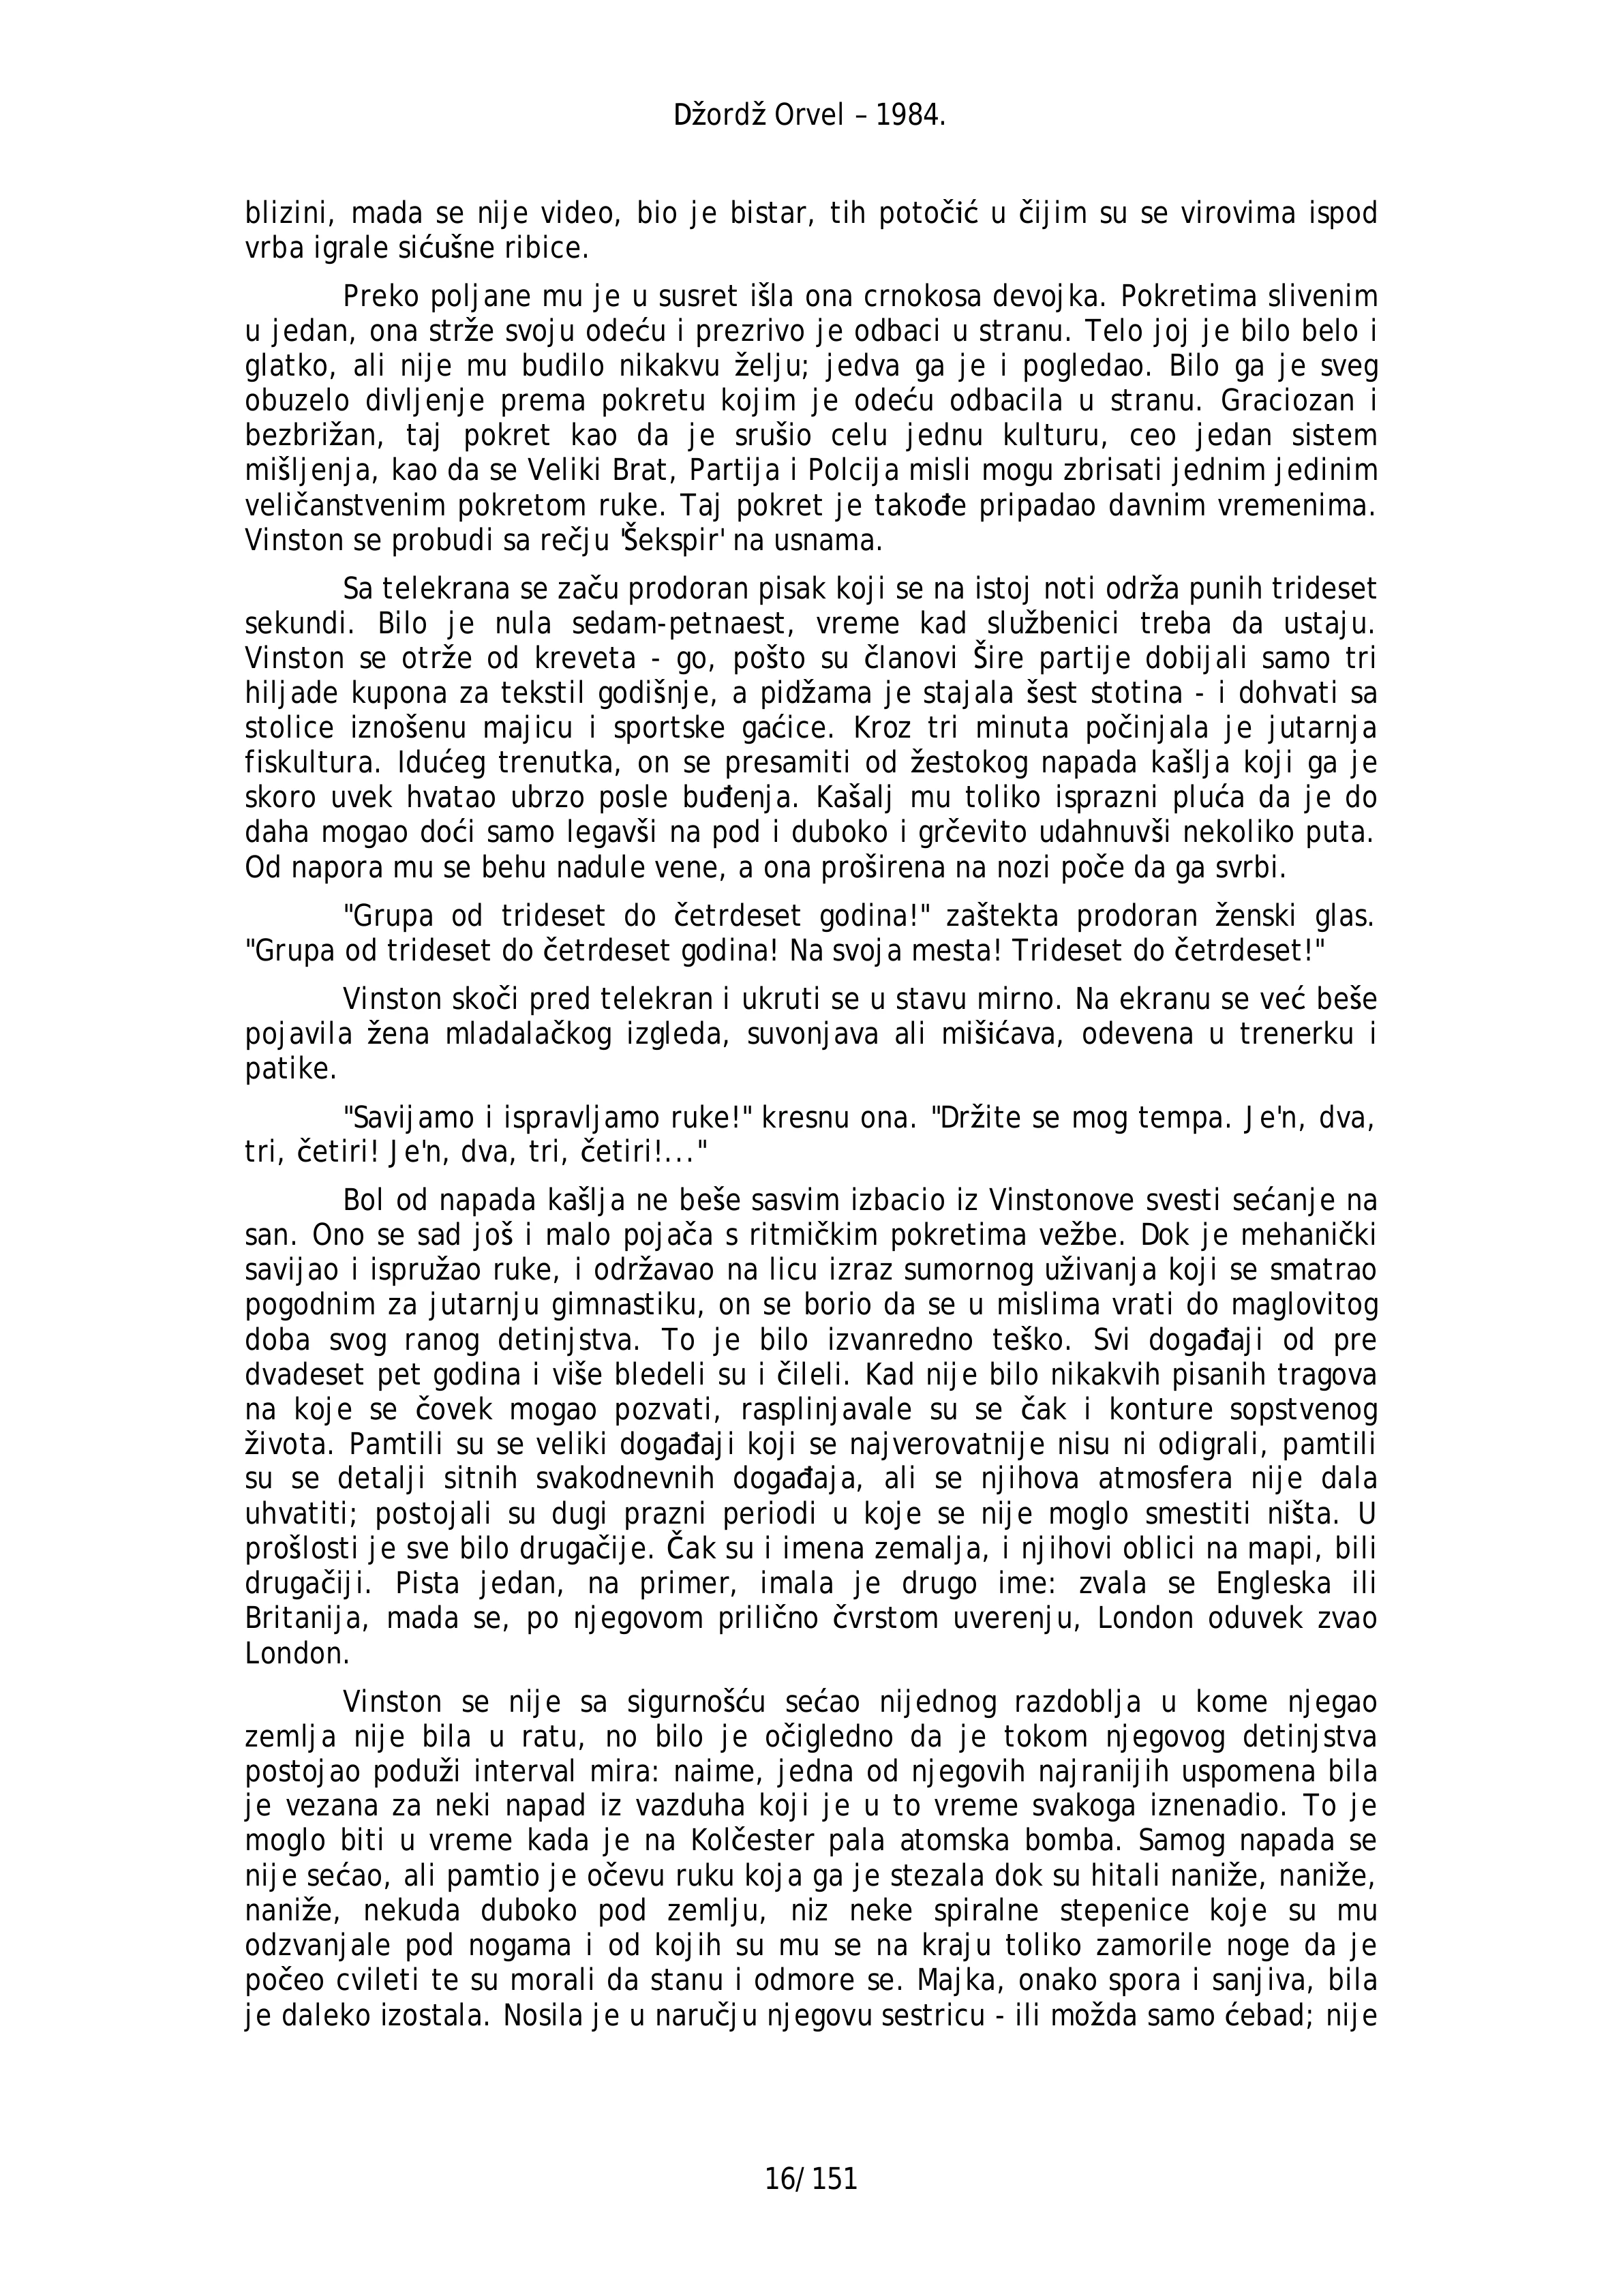 Džordž Orvel – 1984.
blizini, mada se nije video, bio je bistar, tih potočić u čijim su se virovima ispod
vrba igrale sićušne ribice.
Preko poljane mu je u susret išla ona crnokosa devojka. Pokretima slivenim
u jedan, ona strže svoju odeću i prezrivo je odbaci u stranu. Telo joj je bilo belo i
glatko, ali nije mu budilo nikakvu želju; jedva ga je i pogledao. Bilo ga je sveg
obuzelo divljenje prema pokretu kojim je odeću odbacila u stranu. Graciozan i
bezbrižan, taj pokret kao da je srušio celu jednu kulturu, ceo jedan sistem
mišljenja, kao da se Veliki Brat, Partija i Polcija misli mogu zbrisati jednim jedinim
veličanstvenim pokretom ruke. Taj pokret je takođe pripadao davnim vremenima.
Vinston se probudi sa rečju 'Šekspir' na usnama.
Sa telekrana se začu prodoran pisak koji se na istoj noti održa punih trideset
sekundi. Bilo je nula sedam-petnaest, vreme kad službenici treba da ustaju.
Vinston se otrže od kreveta - go, pošto su članovi Šire partije dobijali samo tri
hiljade kupona za tekstil godišnje, a pidžama je stajala šest stotina - i dohvati sa
stolice iznošenu majicu i sportske gaćice. Kroz tri minuta počinjala je jutarnja
fiskultura. Idućeg trenutka, on se presamiti od žestokog napada kašlja koji ga je
skoro uvek hvatao ubrzo posle buđenja. Kašalj mu toliko isprazni pluća da je do
daha mogao doći samo legavši na pod i duboko i grčevito udahnuvši nekoliko puta.
Od napora mu se behu nadule vene, a ona proširena na nozi poče da ga svrbi.
"Grupa od trideset do četrdeset godina!" zaštekta prodoran ženski glas.
"Grupa od trideset do četrdeset godina! Na svoja mesta! Trideset do četrdeset!"
Vinston skoči pred telekran i ukruti se u stavu mirno. Na ekranu se već beše
pojavila žena mladalačkog izgleda, suvonjava ali mišićava, odevena u trenerku i
patike.
"Savijamo i ispravljamo ruke!" kresnu ona. "Držite se mog tempa. Je'n, dva,
tri, četiri! Je'n, dva, tri, četiri!..."
Bol od napada kašlja ne beše sasvim izbacio iz Vinstonove svesti sećanje na
san. Ono se sad još i malo pojača s ritmičkim pokretima vežbe. Dok je mehanički
savijao i ispružao ruke, i održavao na licu izraz sumornog uživanja koji se smatrao
pogodnim za jutarnju gimnastiku, on se borio da se u mislima vrati do maglovitog
doba svog ranog detinjstva. To je bilo izvanredno teško. Svi događaji od pre
dvadeset pet godina i više bledeli su i čileli. Kad nije bilo nikakvih pisanih tragova
na koje se čovek mogao pozvati, rasplinjavale su se čak i konture sopstvenog
života. Pamtili su se veliki događaji koji se najverovatnije nisu ni odigrali, pamtili
su se detalji sitnih svakodnevnih događaja, ali se njihova atmosfera nije dala
uhvatiti; postojali su dugi prazni periodi u koje se nije moglo smestiti ništa. U
prošlosti je sve bilo drugačije. Čak su i imena zemalja, i njihovi oblici na mapi, bili
drugačiji. Pista jedan, na primer, imala je drugo ime: zvala se Engleska ili
Britanija, mada se, po njegovom prilično čvrstom uverenju, London oduvek zvao
London.
Vinston se nije sa sigurnošću sećao nijednog razdoblja u kome njegao
zemlja nije bila u ratu, no bilo je očigledno da je tokom njegovog detinjstva
postojao poduži interval mira: naime, jedna od njegovih najranijih uspomena bila
je vezana za neki napad iz vazduha koji je u to vreme svakoga iznenadio. To je
moglo biti u vreme kada je na Kolčester pala atomska bomba. Samog napada se
nije sećao, ali pamtio je očevu ruku koja ga je stezala dok su hitali naniže, naniže,
naniže, nekuda duboko pod zemlju, niz neke spiralne stepenice koje su mu
odzvanjale pod nogama i od kojih su mu se na kraju toliko zamorile noge da je
počeo cvileti te su morali da stanu i odmore se. Majka, onako spora i sanjiva, bila
je daleko izostala. Nosila je u naručju njegovu sestricu - ili možda samo ćebad; nije
16/ 151